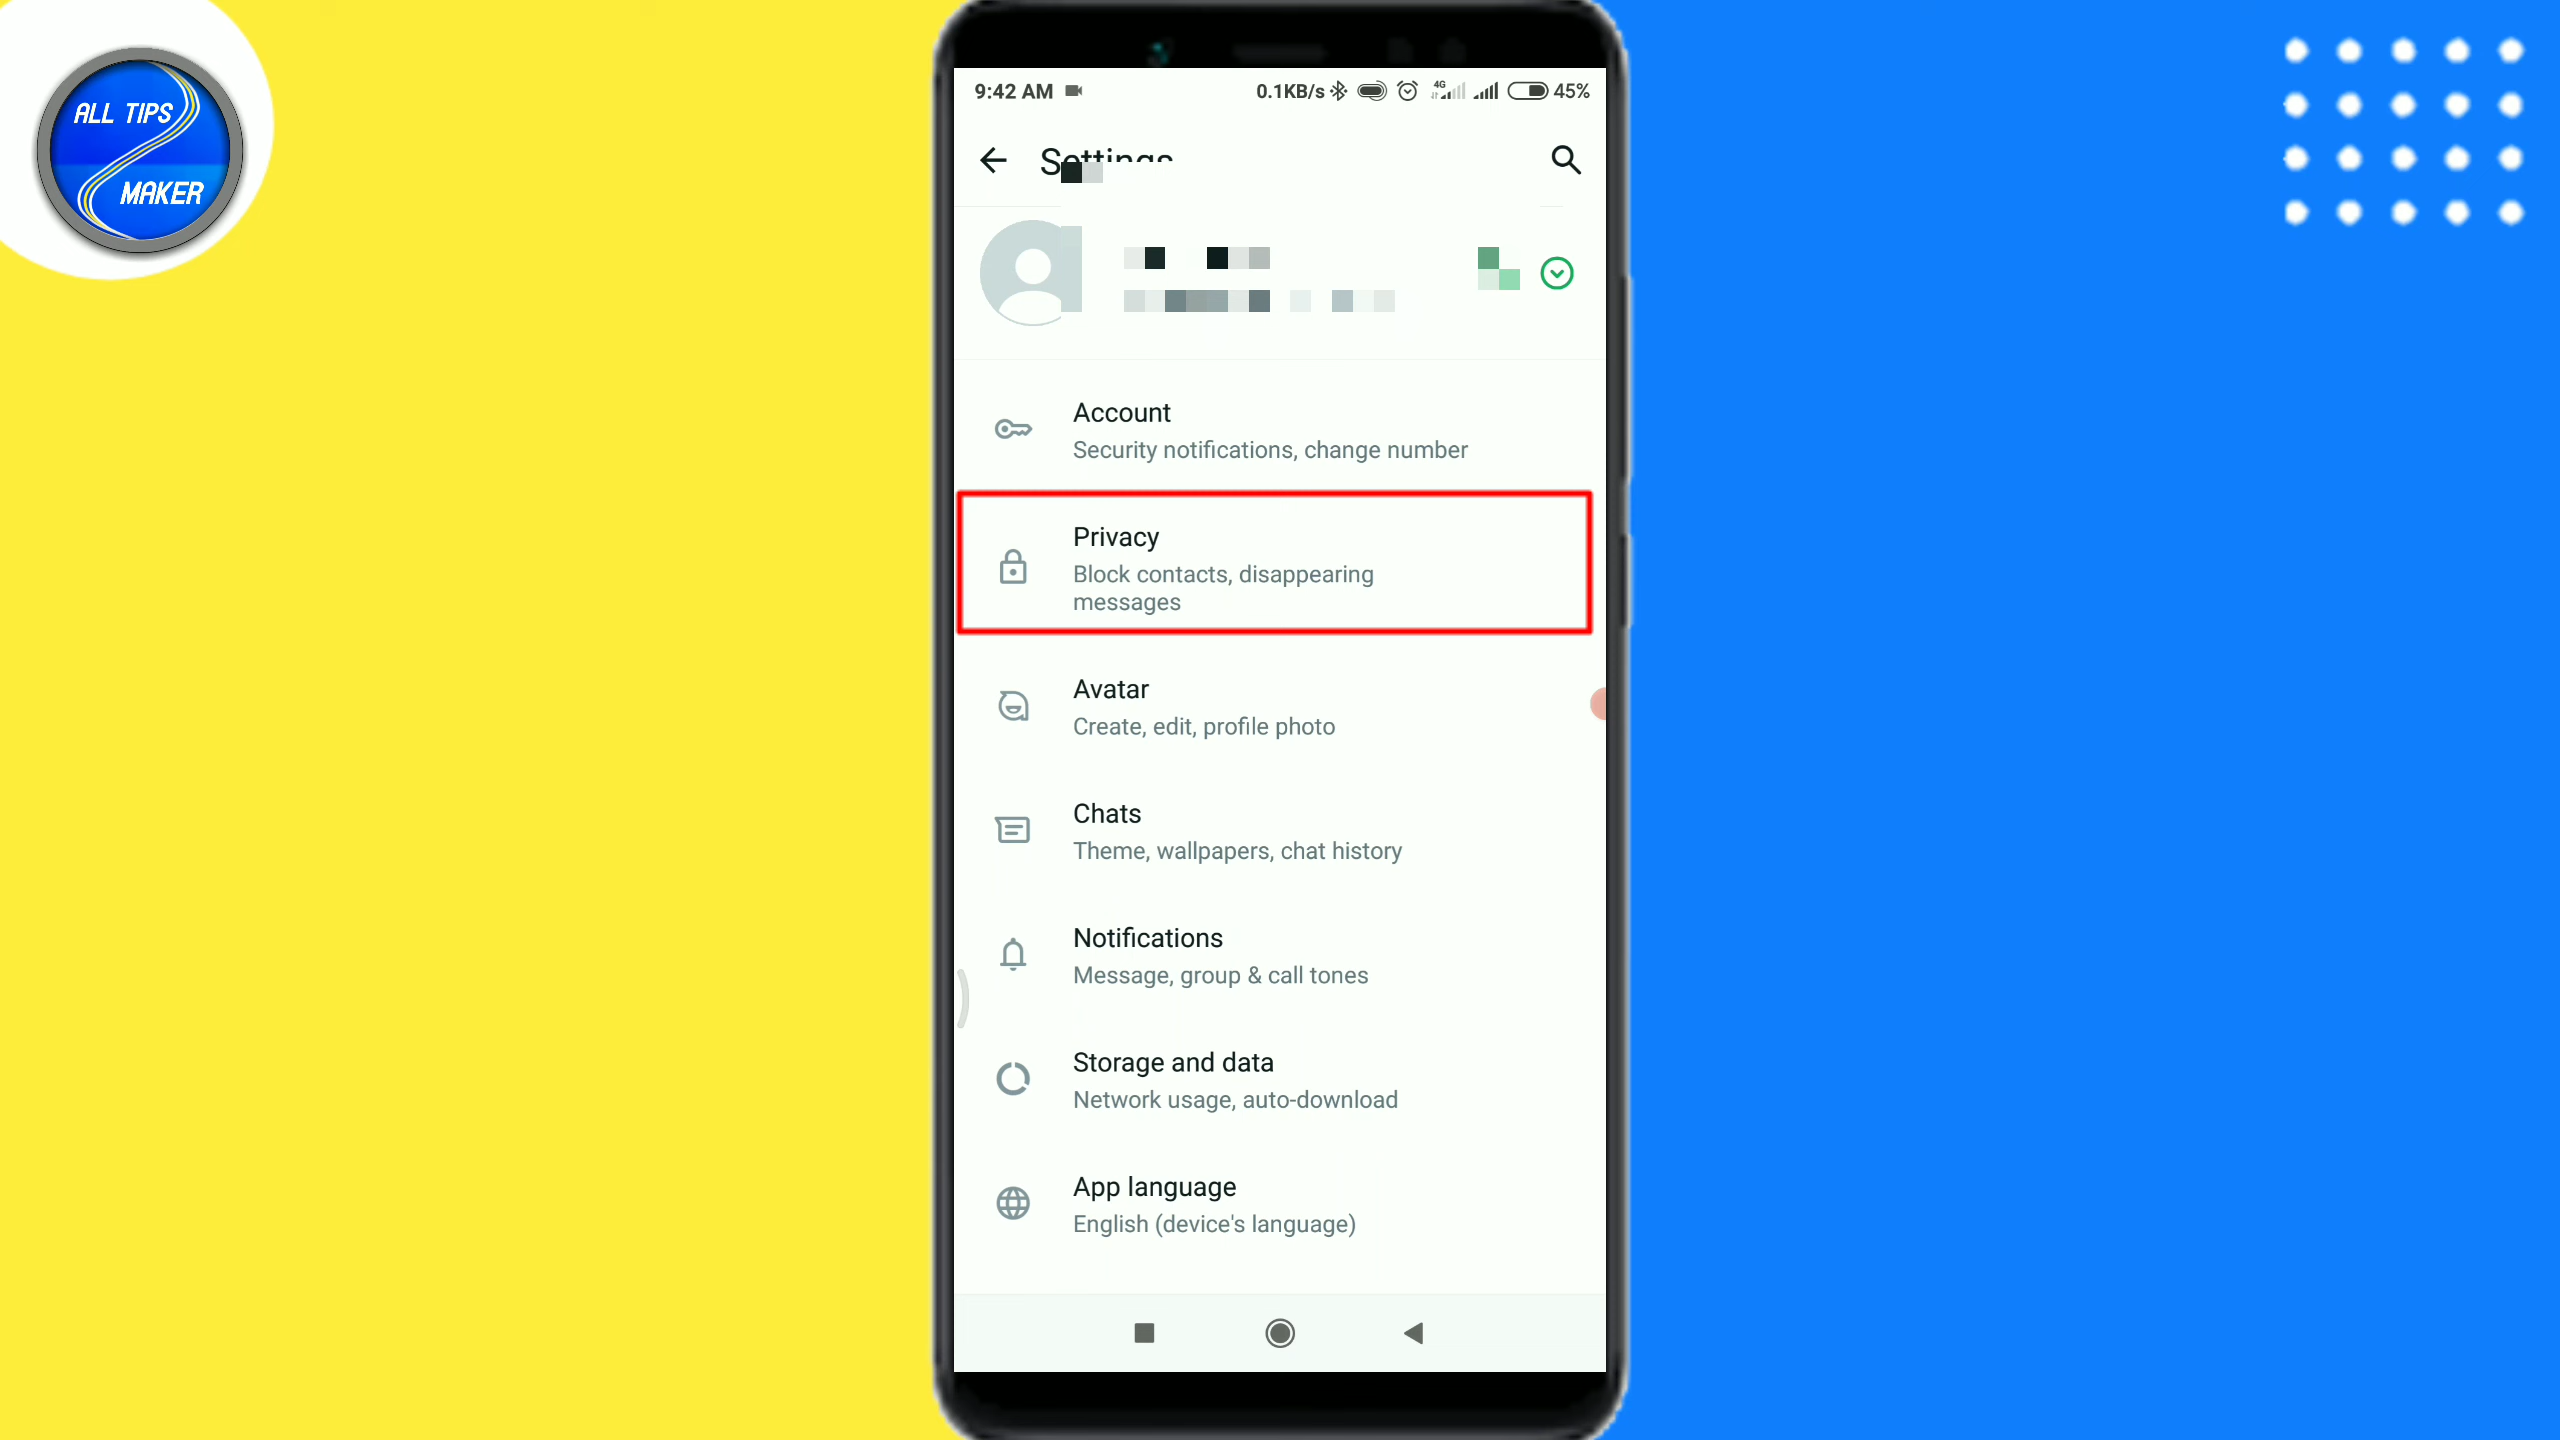 ALL TIPS
MAKER
9:42 AM
0.1KB/s
4G
45%
Settings
Account
Security notifications, change number
Privacy
Block contacts, disappearing
messages
Avatar
Create, edit, profile photo
Chats
Theme, wallpapers, chat history
Notifications
Message, group & call tones
Storage and data
Network usage, auto-download
App language
English (device's language)